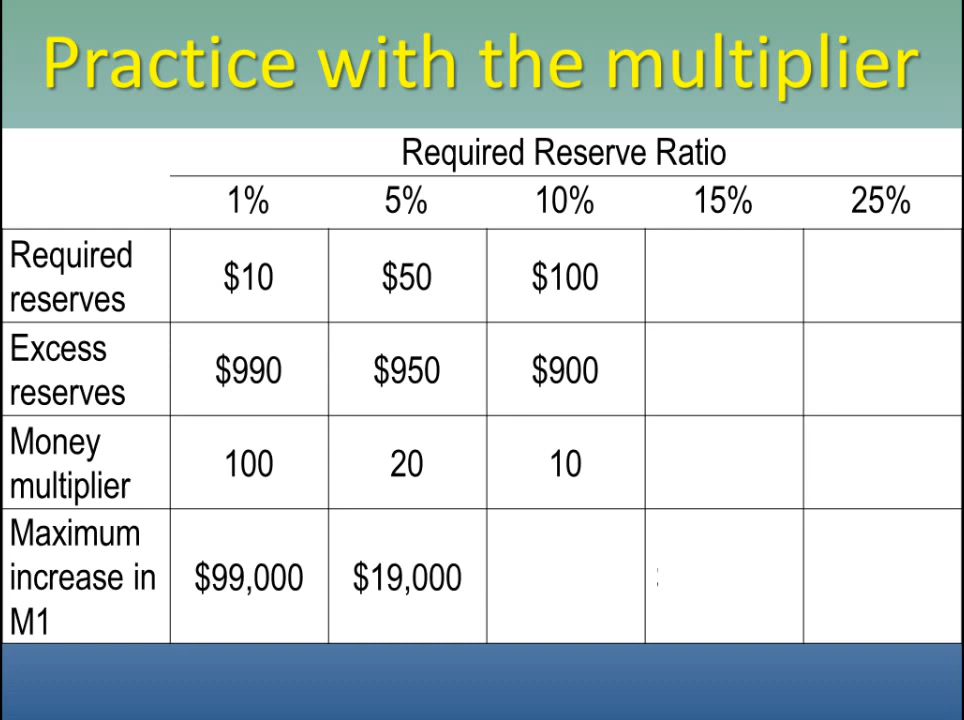 Practice with the multiplier
Required Reserve Ratio
1% 5% 10% 15% 25%
Required
reserves
$10 $50 $100
Excess
reserves
$990 $950 $900
Money
multiplier
100 20 10
Maximum
increase in
M1
$99,000 $19,000